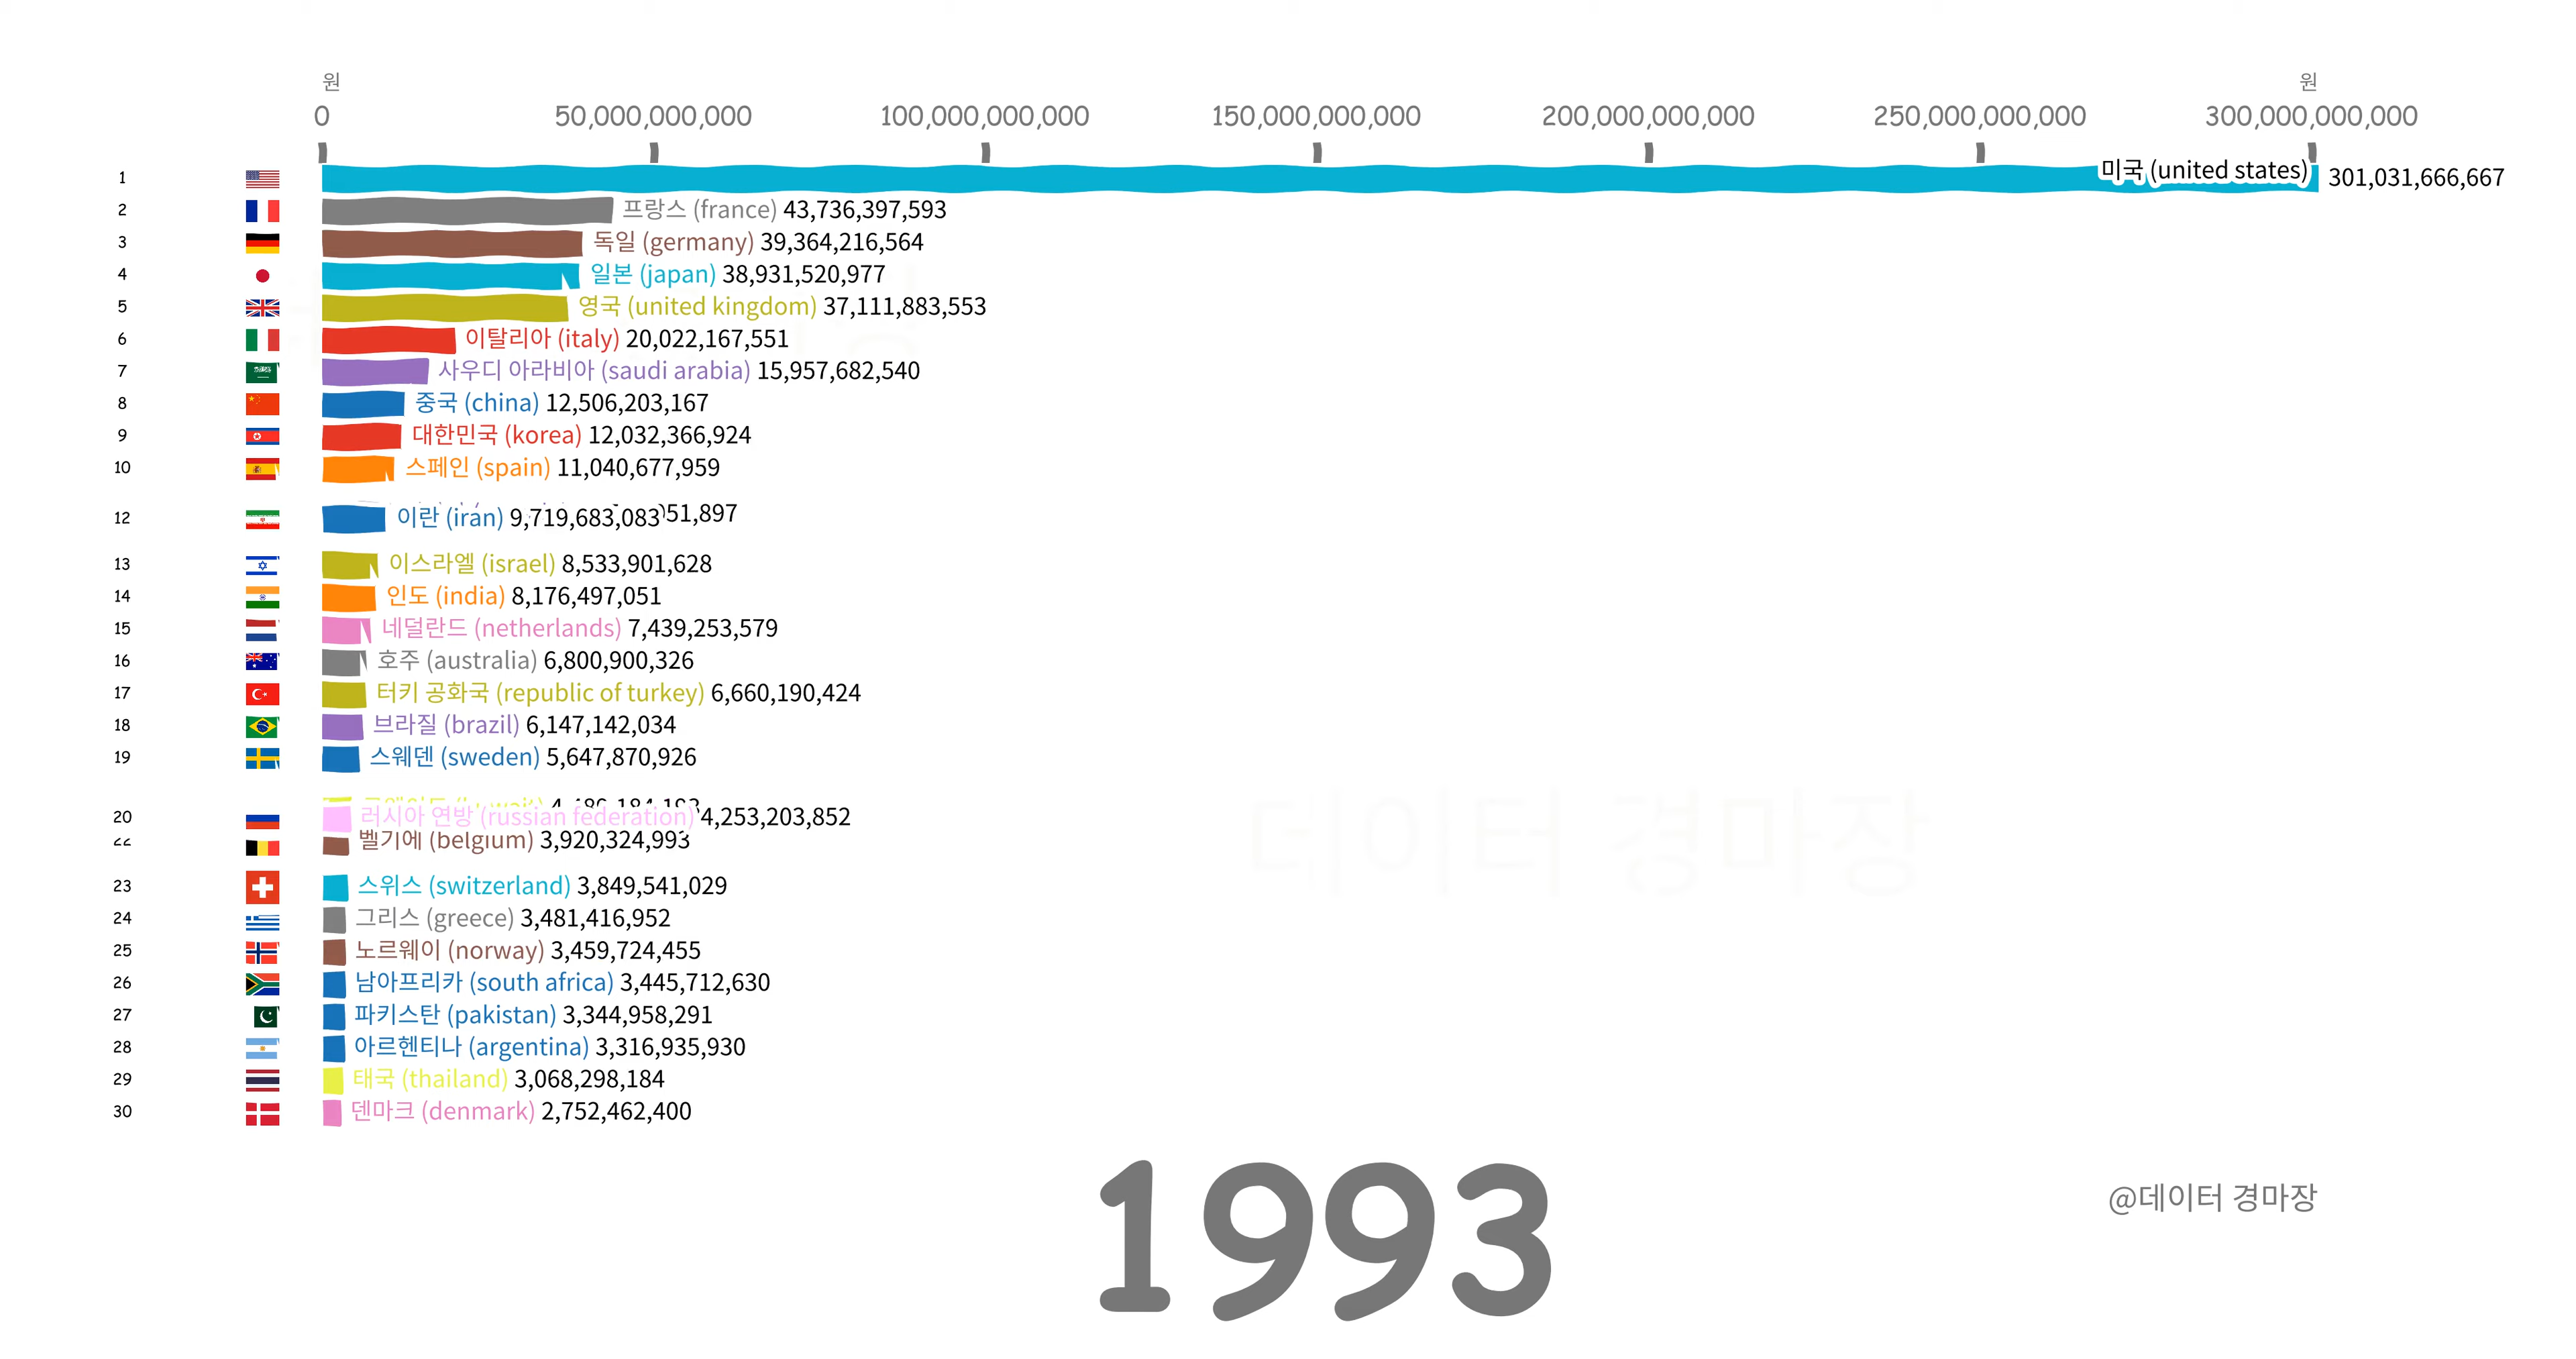 원 원
0 50,000,000,000 100,000,000,000 150,000,000,000 200,000,000,000 250,000,000,000 300,000,000,000
1 미국 (united states) 301,031,666,667
2 프랑스 (france) 43,736,397,593
3 독일 (germany) 39,364,216,564
4 일본 (japan) 38,931,520,977
5 영국 (united kingdom) 37,111,883,553
6 이탈리아 (italy) 20,022,167,551
7 사우디 아라비아 (saudi arabia) 15,957,682,540
8 중국 (china) 12,506,203,167
9 대한민국 (korea) 12,032,366,924
10 스페인 (spain) 11,040,677,959
12 이란 (iran) 9,719,683,083 51,897
13 이스라엘 (israel) 8,533,901,628
14 인도 (india) 8,176,497,051
15 네덜란드 (netherlands) 7,439,253,579
16 호주 (australia) 6,800,900,326
17 터키 공화국 (republic of turkey) 6,660,190,424
18 브라질 (brazil) 6,147,142,034
19 스웨덴 (sweden) 5,647,870,926
20 러시아 연방 (russian federation) 4,253,203,852
22 벨기에 (belgium) 3,920,324,993
23 스위스 (switzerland) 3,849,541,029
24 그리스 (greece) 3,481,416,952
25 노르웨이 (norway) 3,459,724,455
26 남아프리카 (south africa) 3,445,712,630
27 파키스탄 (pakistan) 3,344,958,291
28 아르헨티나 (argentina) 3,316,935,930
29 태국 (thailand) 3,068,298,184
30 덴마크 (denmark) 2,752,462,400
데이터 경마장
1993
@데이터 경마장